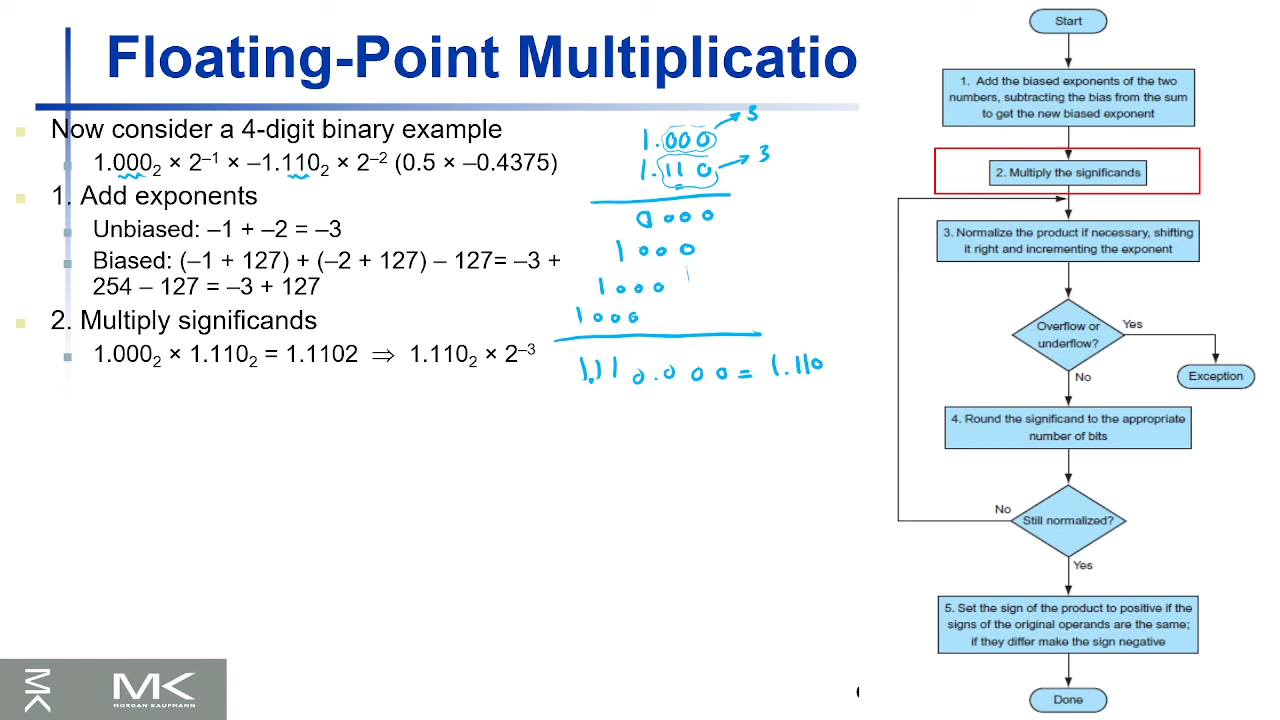 Floating-Point Multiplicatio
Now consider a 4-digit binary example
1.000₂ × 2⁻¹ × –1.110₂ × 2⁻² (0.5 × –0.4375)
1. Add exponents
Unbiased: –1 + –2 = –3
Biased: (–1 + 127) + (–2 + 127) – 127= –3 +
254 – 127 = –3 + 127
2. Multiply significands
1.000₂ × 1.110₂ = 1.1102 ⇒ 1.110₂ × 2⁻³
3
1.000
1.110
3
0000
1000
1000
1000
1.110.000 = 1.110
Start
1. Add the biased exponents of the two
numbers, subtracting the bias from the sum
to get the new biased exponent
2. Multiply the significands
3. Normalize the product if necessary, shifting
it right and incrementing the exponent
Overflow or
underflow?
Yes
Exception
No
4. Round the significand to the appropriate
number of bits
No
Still normalized?
Yes
5. Set the sign of the product to positive if the
signs of the original operands are the same;
if they differ make the sign negative
Done
MK
MK
MORGAN KAUFMANN